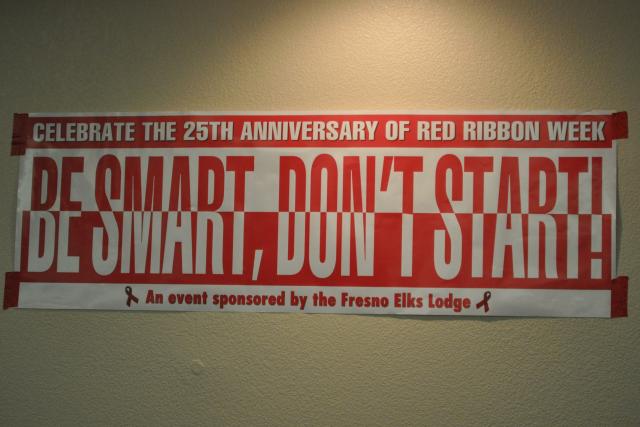 CELEBRATE THE 25TH ANNIVERSARY OF RED RIBBON WEEK
BE SMART, DON'T START!
An event sponsored by the Fresno Elks Lodge